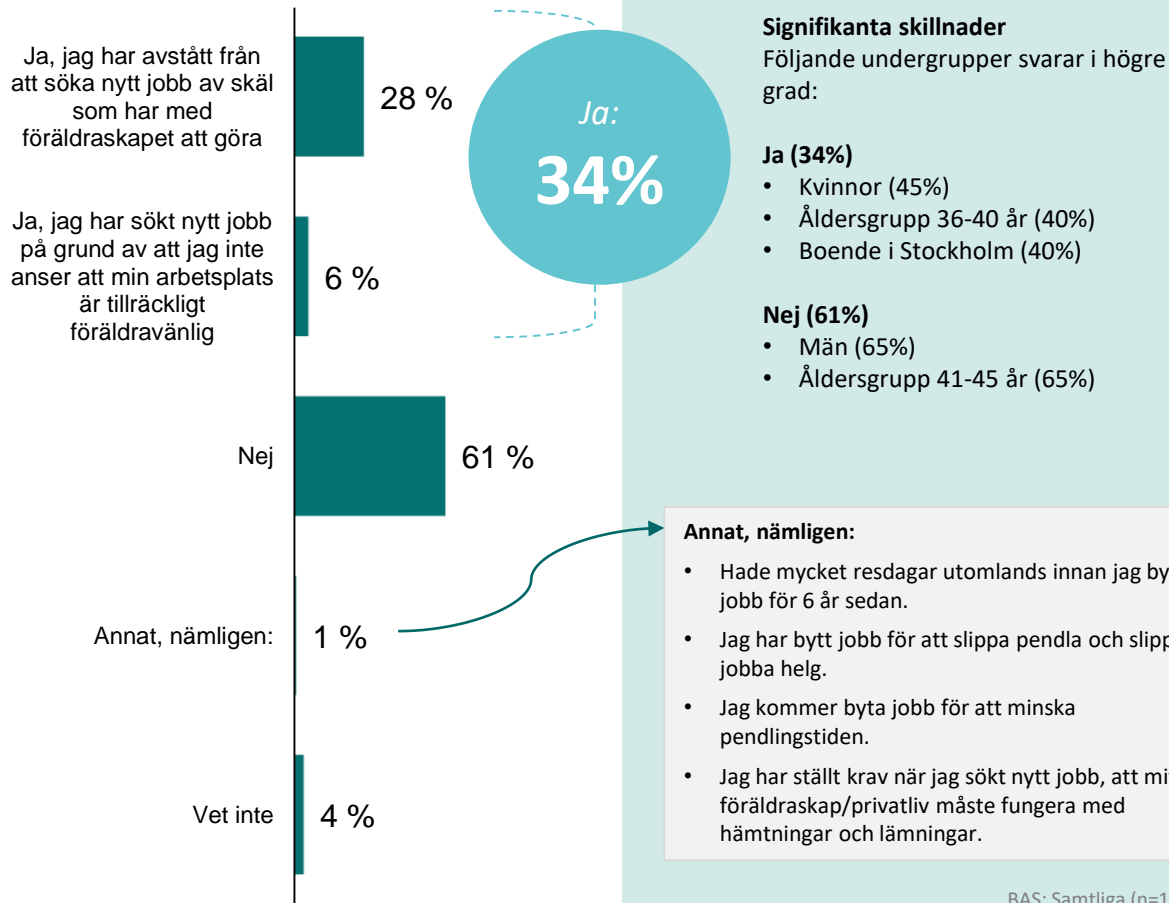 Ja, jag har avstått från
att söka nytt jobb av skäl
som har med
föräldraskapet att göra
28 %
Ja, jag har sökt nytt jobb
på grund av att jag inte
anser att min arbetsplats
är tillräckligt
föräldravänlig
6 %
Nej
61 %
Annat, nämligen:
1 %
Vet inte
4 %
Ja:
34%
Signifikanta skillnader
Följande undergrupper svarar i högre
grad:
Ja (34%)
• Kvinnor (45%)
• Åldersgrupp 36-40 år (40%)
• Boende i Stockholm (40%)
Nej (61%)
• Män (65%)
• Åldersgrupp 41-45 år (65%)
Annat, nämligen:
• Hade mycket resdagar utomlands innan jag
jobb för 6 år sedan.
• Jag har bytt jobb för att slippa pendla och
jobba helg.
• Jag kommer byta jobb för att minska
pendlingstiden.
• Jag har ställt krav när jag sökt nytt jobb, att
föräldraskap/privatliv måste fungera med
hämtningar och lämningar.
BAS: Samtliga